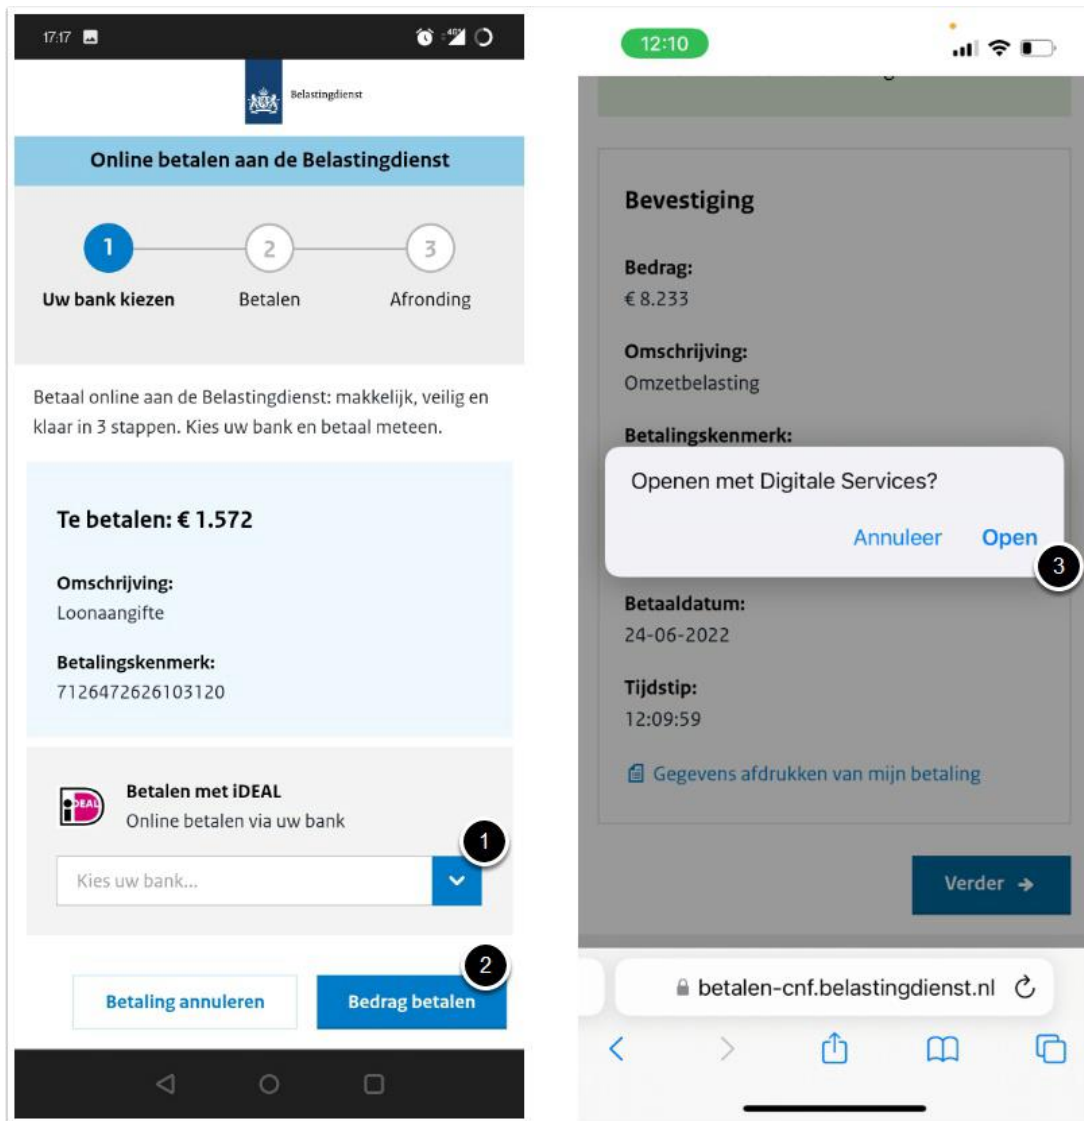 17:17
Belastingdienst
Online betalen aan de Belastingdienst
1
2
3
Uw bank kiezen
Betalen
Afronding
Betaal online aan de Belastingdienst: makkelijk, veilig en
klaar in 3 stappen. Kies uw bank en betaal meteen.
Te betalen: € 1.572
Omschrijving:
Loonaangifte
Betalingskenmerk:
7126472626103120
iDEAL
Betalen met iDEAL
Online betalen via uw bank
1
Kies uw bank...
2
Betaling annuleren
Bedrag betalen
12:10
Bevestiging
Bedrag:
€ 8.233
Omschrijving:
Omzetbelasting
Betalingskenmerk:
Openen met Digitale Services?
Annuleer
Open
3
Betaaldatum:
24-06-2022
Tijdstip:
12:09:59
Gegevens afdrukken van mijn betaling
Verder
betalen-cnf.belastingdienst.nl